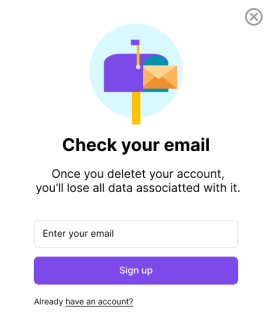 Check your email
Once you deletet your account,
you'll lose all data associatted with it.
Enter your email
Sign up
Already have an account?